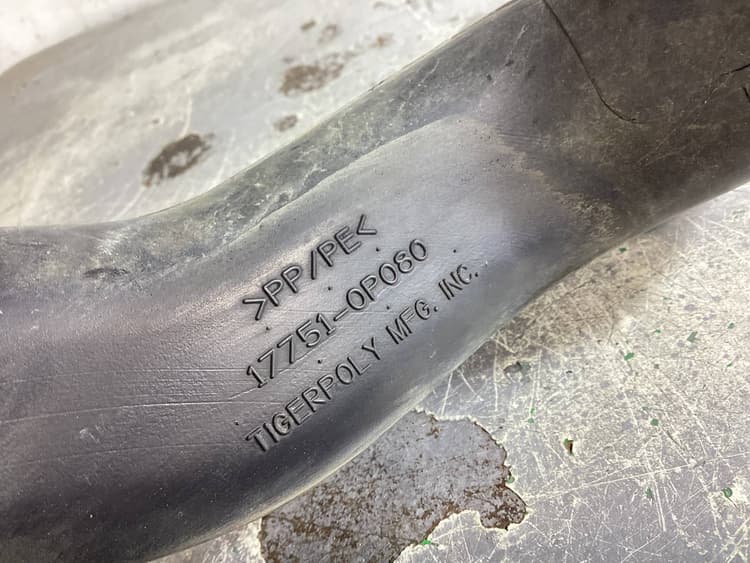 >PP/PE<
17751-0P080
TIGERPOLY MFG. INC.